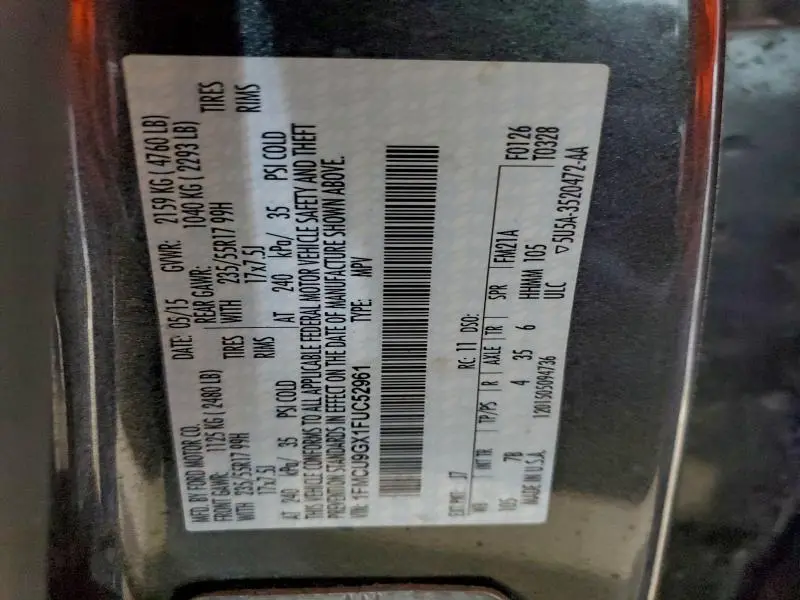 MFD. BY FORD MOTOR CO.
DATE: 05/15 GVWR: 2159 KG ( 4760 LB)
FRONT GAWR: 1125 KG ( 2480 LB) REAR GAWR: 1040 KG ( 2293 LB)
WITH 235/55R17 99H TIRES WITH 235/55R17 99H TIRES
17x7.5J RIMS 17x7.5J RIMS
AT 240 kPa/ 35 PSI COLD AT 240 kPa/ 35 PSI COLD
THIS VEHICLE CONFORMS TO ALL APPLICABLE FEDERAL MOTOR VEHICLE SAFETY AND THEFT
PREVENTION STANDARDS IN EFFECT ON THE DATE OF MANUFACTURE SHOWN ABOVE.
VIN: 1FMCU9GX1FUC52961 TYPE: MPV
F0126
T0328
EXT PNT: J7 RC: 11 DSO:
WB INT TR TP/PS R AXLE TR SPR FM21A
105 7B 4 35 6 HHMM 105
MADE IN U.S.A. 1201505094736 ULC ▽5U5A-3520472-AA